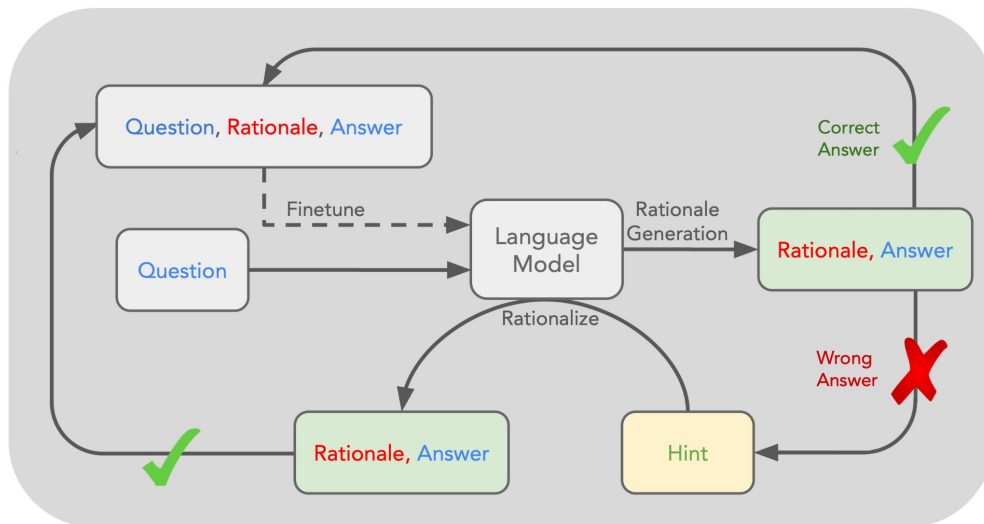 Question, Rationale, Answer
Correct
Answer
Finetune
Rationale
Generation
Language
Model
Question
Rationale, Answer
Rationalize
Wrong
Answer
Rationale, Answer
Hint